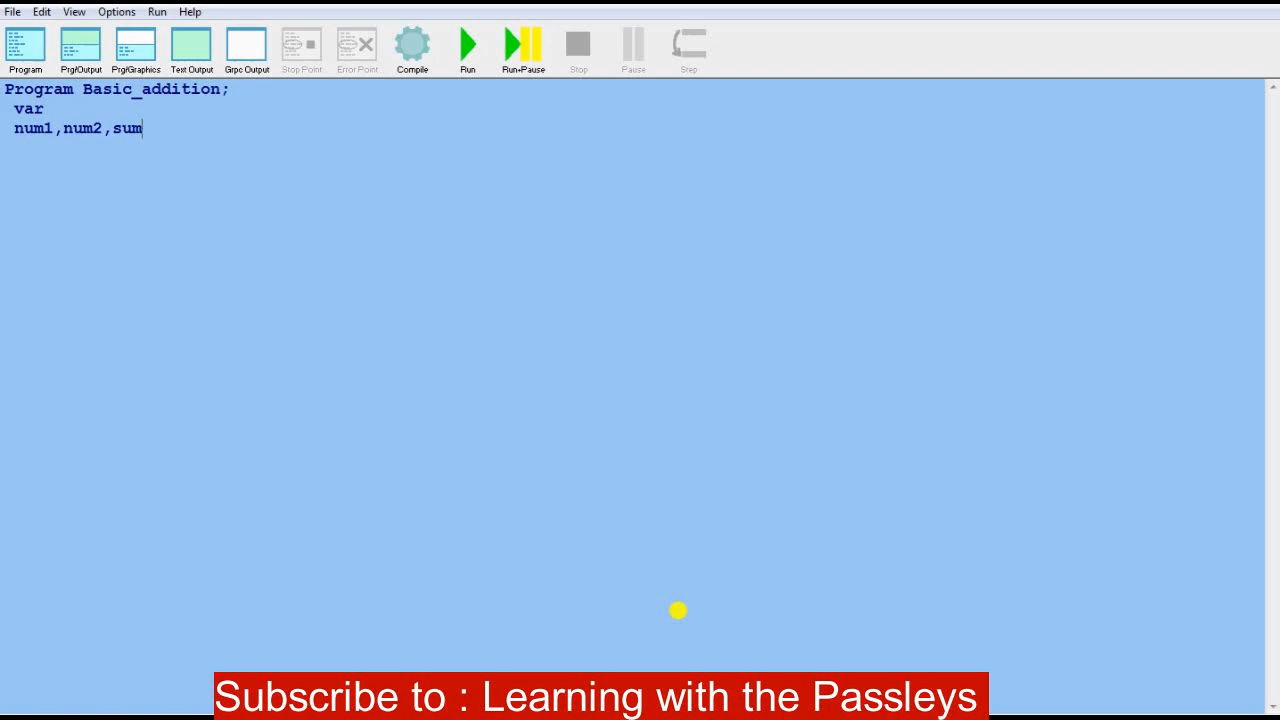 File Edit View Options Run Help
Program Prg/Output Prg/Graphics Text Output Grpc Output Stop Point Error Point Compile Run Run+Pause Stop Pause Step
Program Basic_addition;
var
num1,num2,sum
Subscribe to : Learning with the Passleys